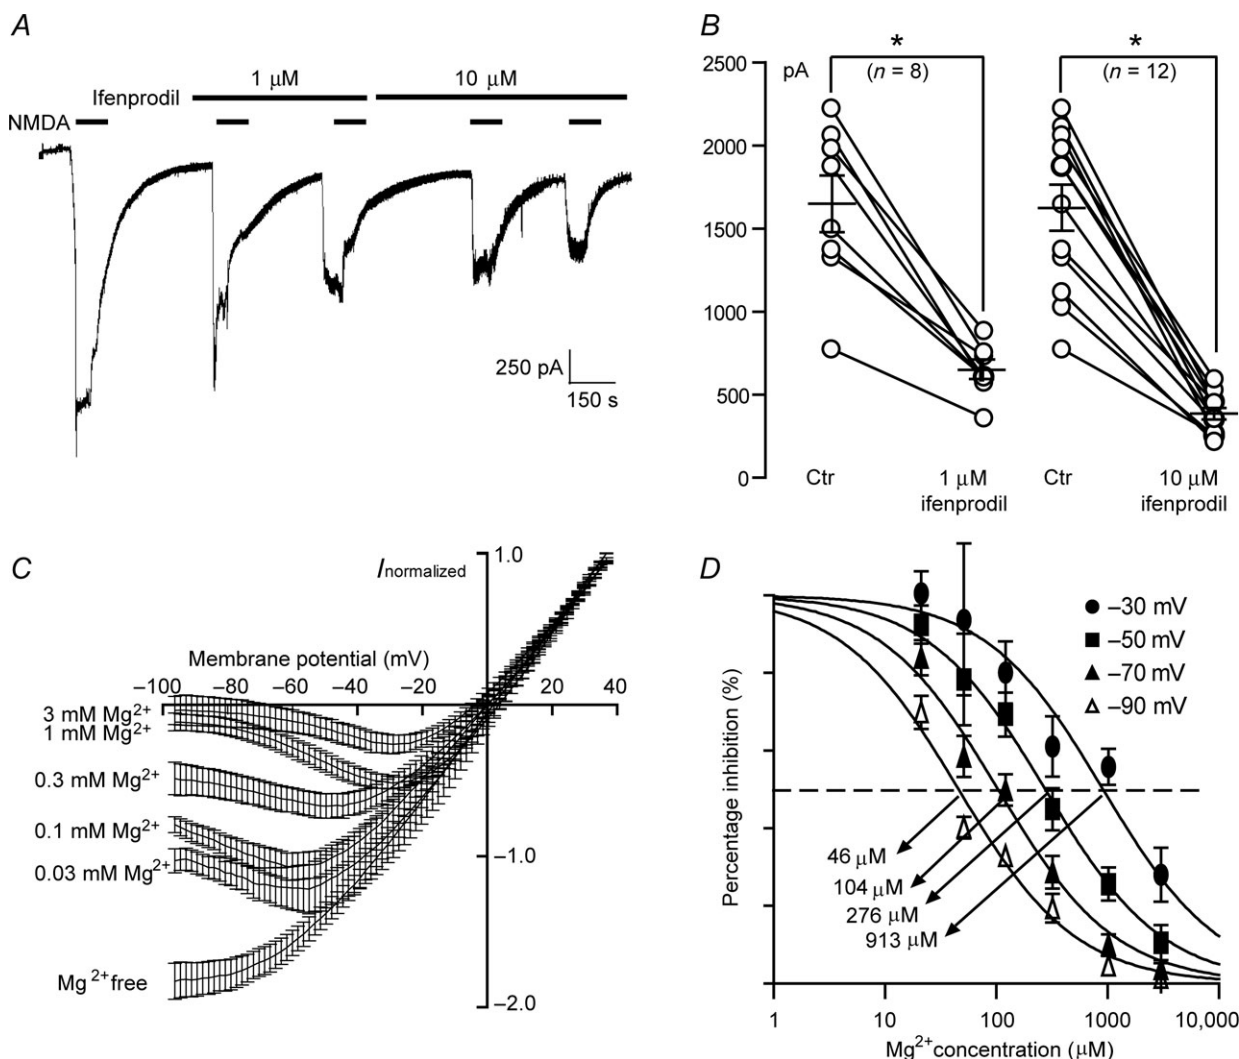 A
Ifenprodil
1 μM
10 μM
NMDA
250 pA
150 s
B
2500
2000
1500
1000
500
0
pA
*
(n = 8)
*
(n = 12)
Ctr
1 μM
ifenprodil
Ctr
10 μM
ifenprodil
C
Inormalized
1.0
Membrane potential (mV)
–100 –80 –60 –40 –20 0 20 40
3 mM Mg2+
1 mM Mg2+
0.3 mM Mg2+
0.1 mM Mg2+
0.03 mM Mg2+
Mg2+free
–1.0
–2.0
D
–30 mV
–50 mV
–70 mV
–90 mV
Percentage inhibition (%)
46 μM
104 μM
276 μM
913 μM
1 10 100 1000 10,000
Mg2+concentration (μM)